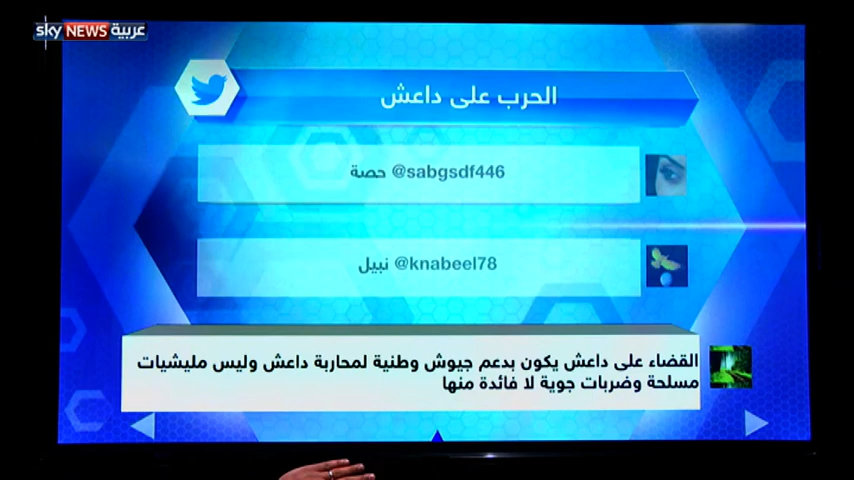 sky NEWS عربية
الحرب على داعش
حصة @sabgsdf446
نبيل @knabeel78
القضاء على داعش يكون بدعم جيوش وطنية لمحاربة داعش وليس مليشيات
مسلحة وضربات جوية لا فائدة منها